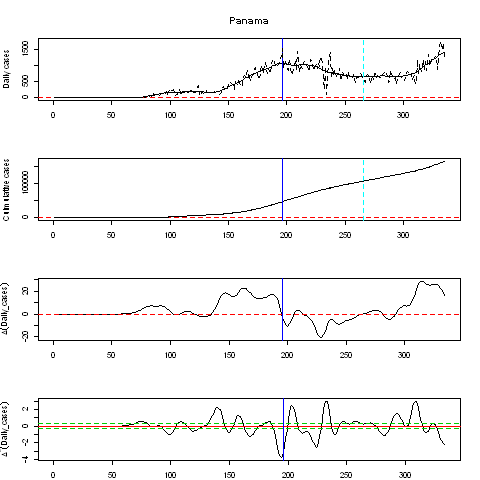 Panama
Daily_cases
0 500 1500
0 50 100 150 200 250 300
Culmulative cases
0 100000
0 50 100 150 200 250 300
Δ(Daily_cases)
-20 0 20
0 50 100 150 200 250 300
Δ²(Daily_cases)
-4 -2 0 2
0 50 100 150 200 250 300